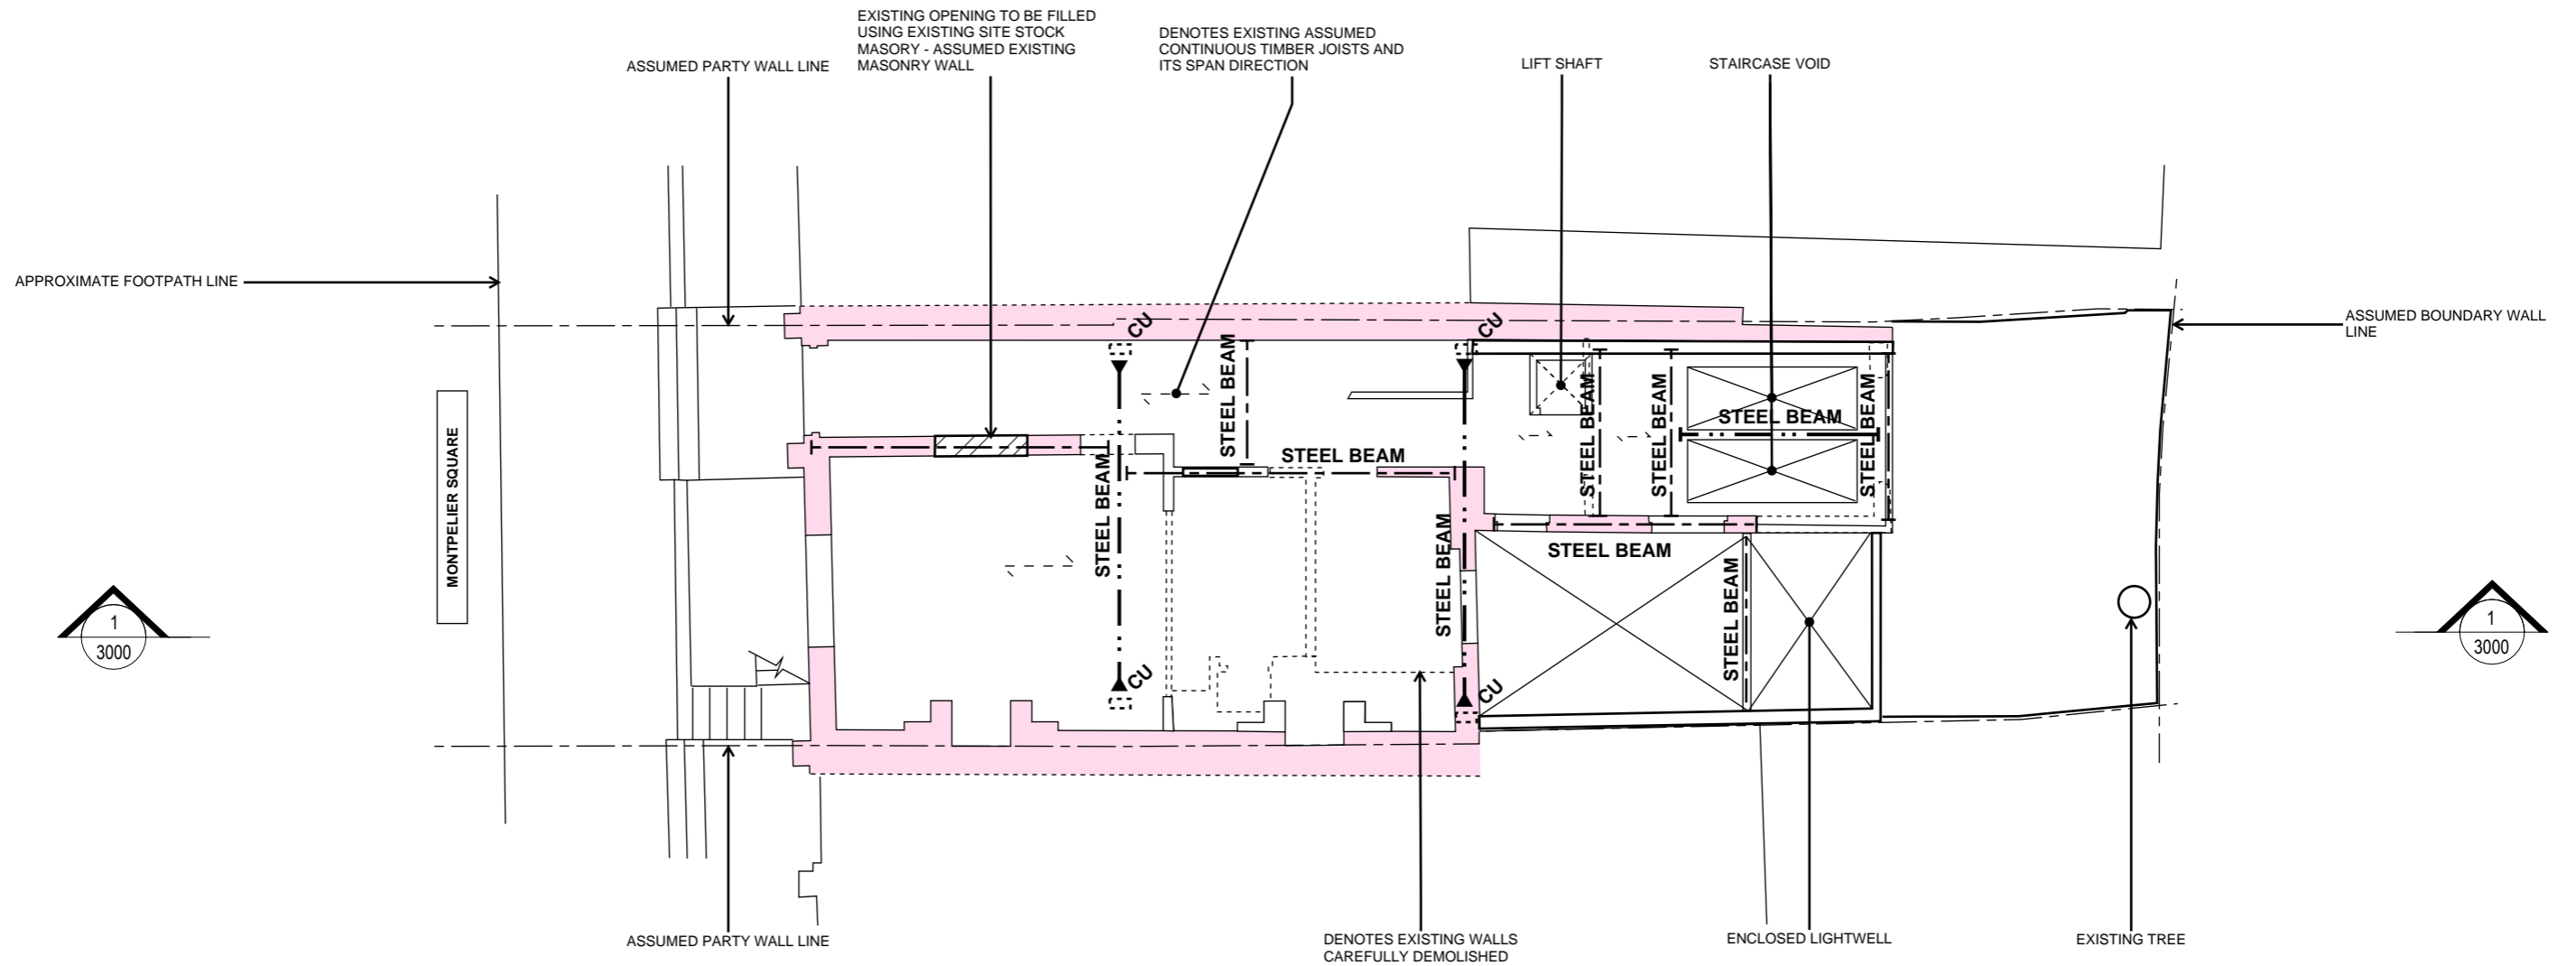 EXISTING OPENING TO BE FILLED
USING EXISTING SITE STOCK
MASORY - ASSUMED EXISTING
MASONRY WALL
DENOTES EXISTING ASSUMED
CONTINUOUS TIMBER JOISTS AND
ITS SPAN DIRECTION
ASSUMED PARTY WALL LINE
LIFT SHAFT
STAIRCASE VOID
APPROXIMATE FOOTPATH LINE
ASSUMED BOUNDARY WALL
LINE
CU
CU
STEEL BEAM
STEEL BEAM
STEEL BEAM
STEEL BEAM
STEEL BEAM
STEEL BEAM
MONTPELIER SQUARE
STEEL BEAM
STEEL BEAM
STEEL BEAM
STEEL BEAM
1
3000
1
3000
CU
CU
ASSUMED PARTY WALL LINE
DENOTES EXISTING WALLS
CAREFULLY DEMOLISHED
ENCLOSED LIGHTWELL
EXISTING TREE